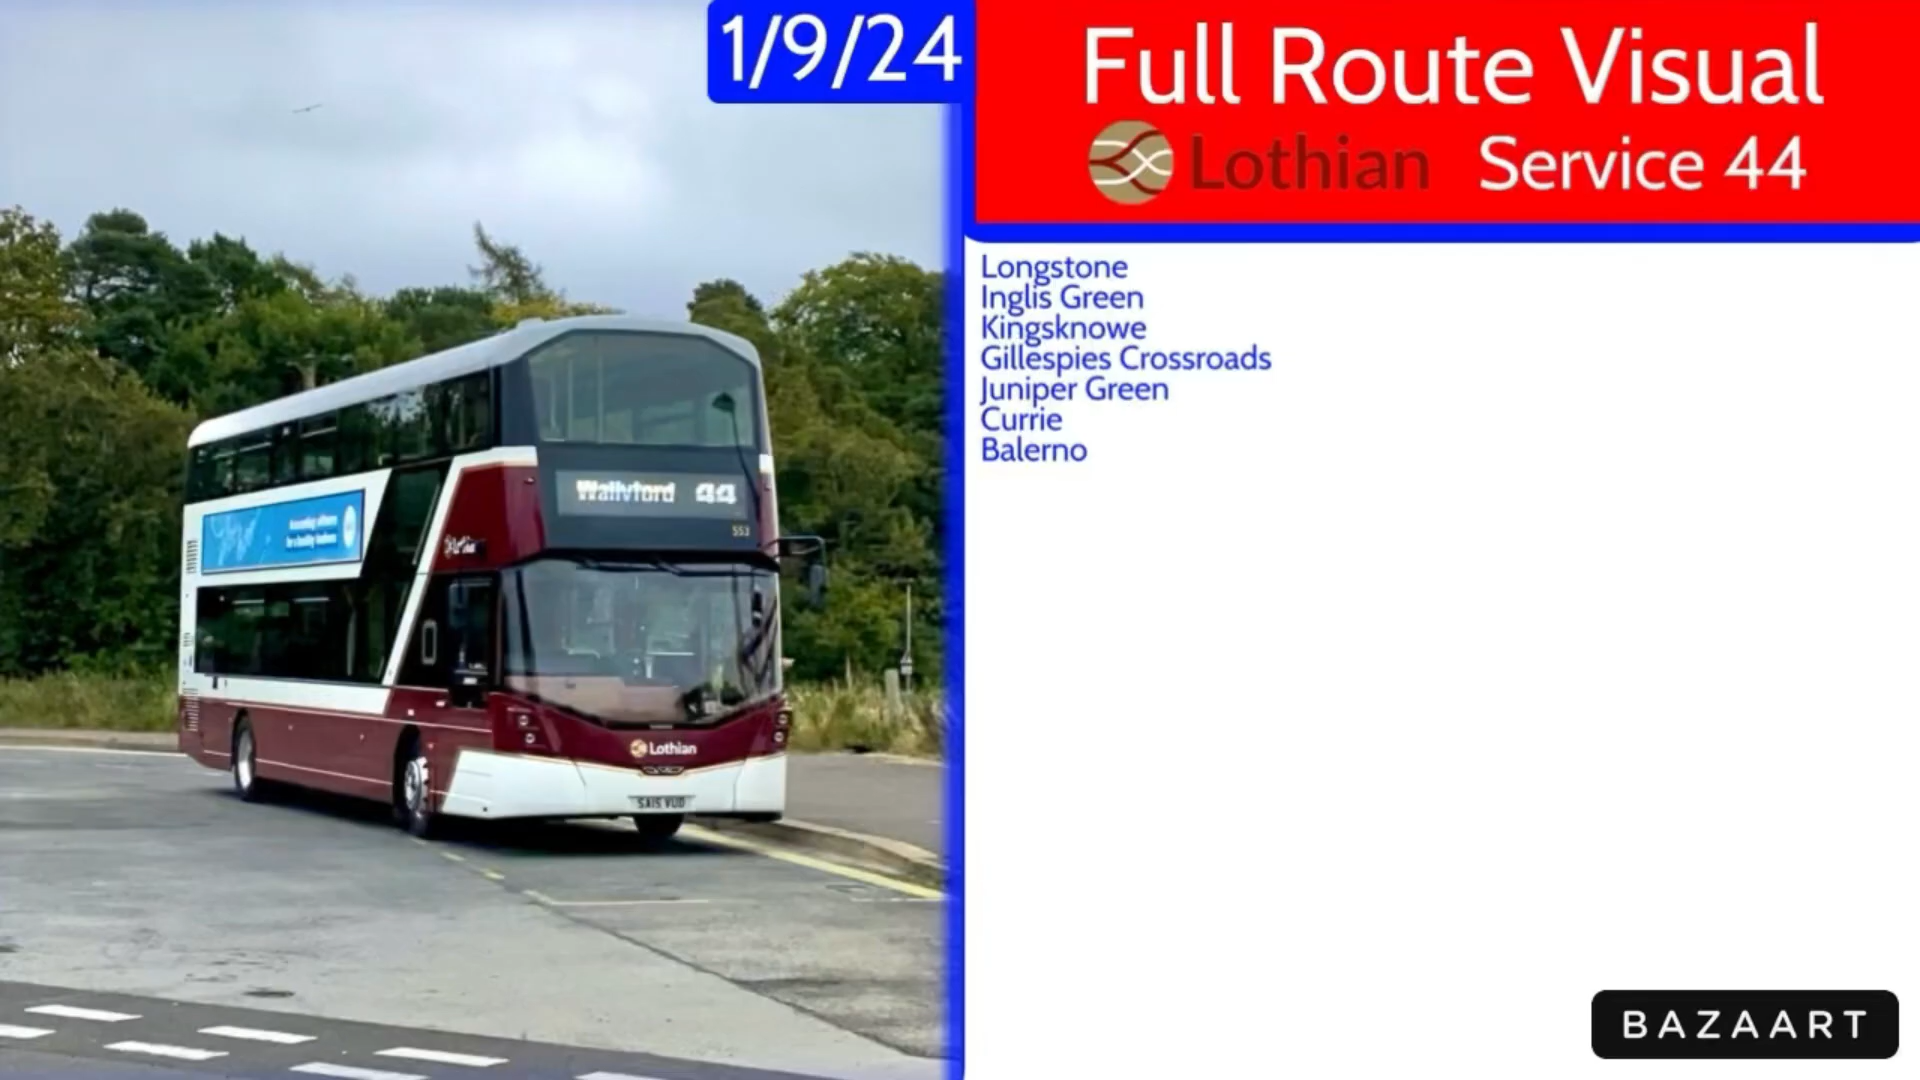 1/9/24
Full Route Visual
Lothian Service 44
Longstone
Inglis Green
Kingsknowe
Gillespies Crossroads
Juniper Green
Currie
Balerno
Wallyford 44
553
Lothian
SA15 VUD
BAZAART